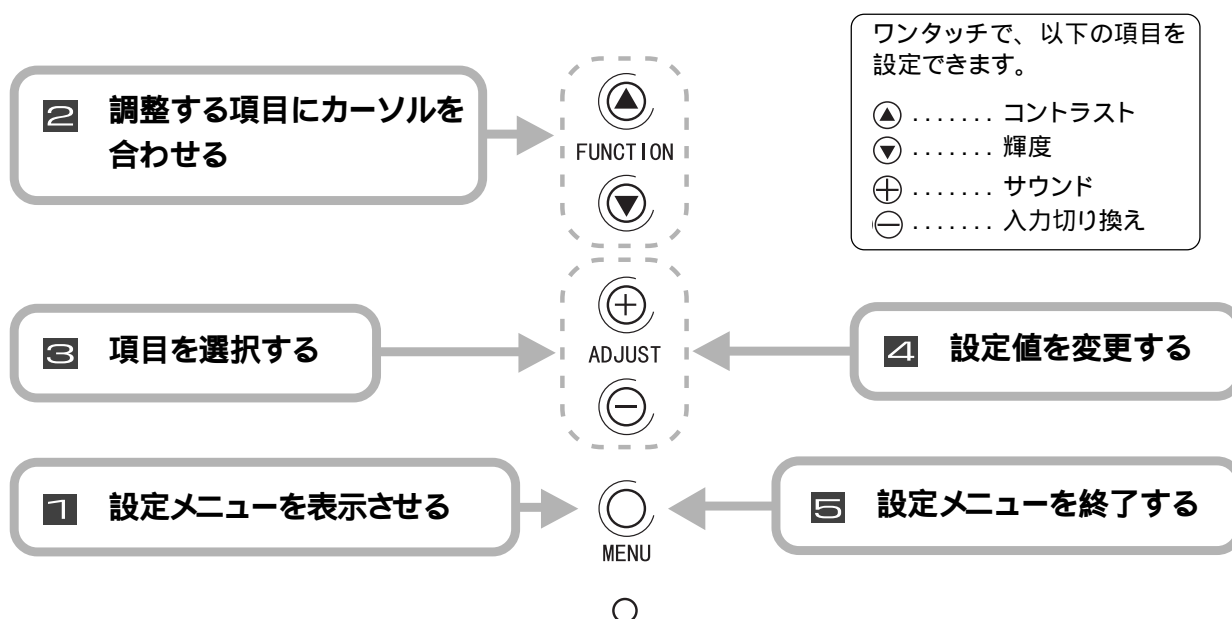 ワンタッチで、以下の項目を
設定できます。
▲ ....... コントラスト
▼ ....... 輝度
⊕ ....... サウンド
⊖ ....... 入力切り換え
2 調整する項目にカーソルを
合わせる
FUNCTION
3 項目を選択する
ADJUST
4 設定値を変更する
1 設定メニューを表示させる
MENU
5 設定メニューを終了する